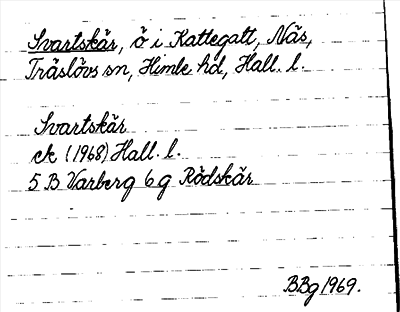 Svartskär, ö i Kattegatt, Näs,
Träslövs sn, Himle hd, Hall. l.
Svartskär
ek (1968) Hall. l.
5 B Varberg 6 g Rödskär
BBg 1969.